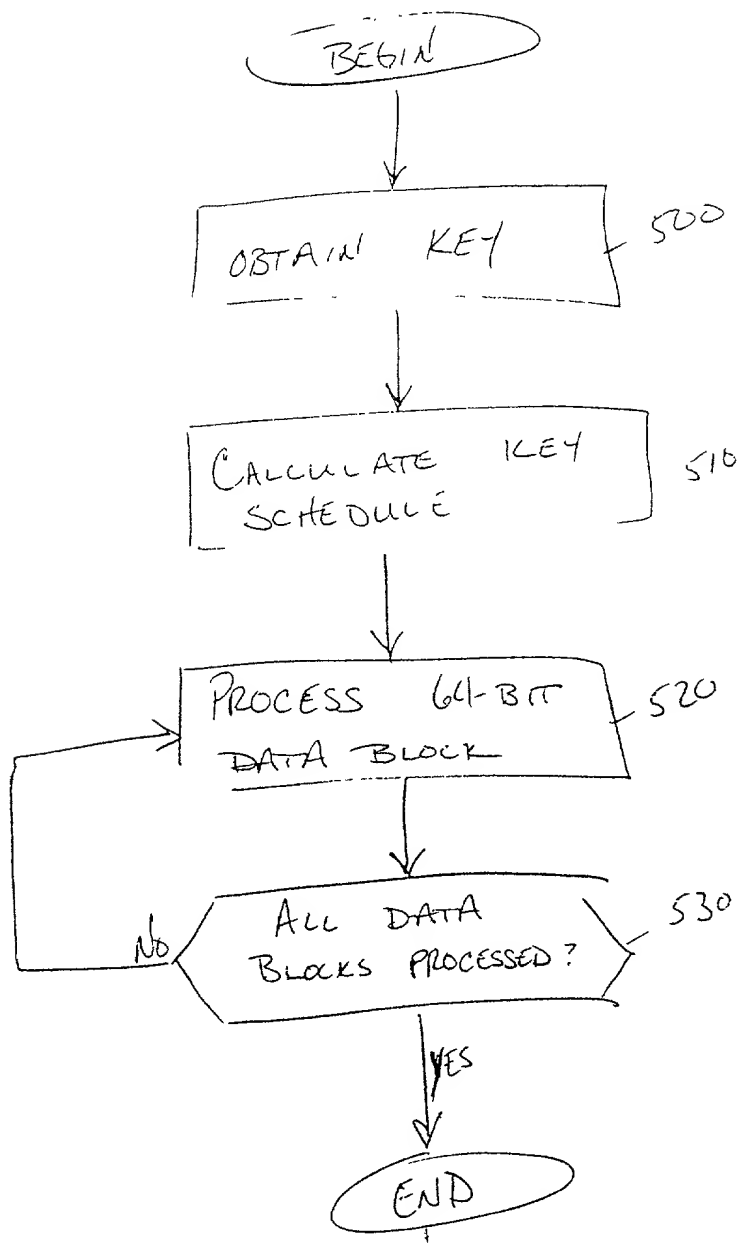 BEGIN
OBTAIN KEY
500
CALCULATE KEY
SCHEDULE
510
PROCESS 64-BIT
DATA BLOCK
520
ALL DATA
BLOCKS PROCESSED?
530
NO
YES
END